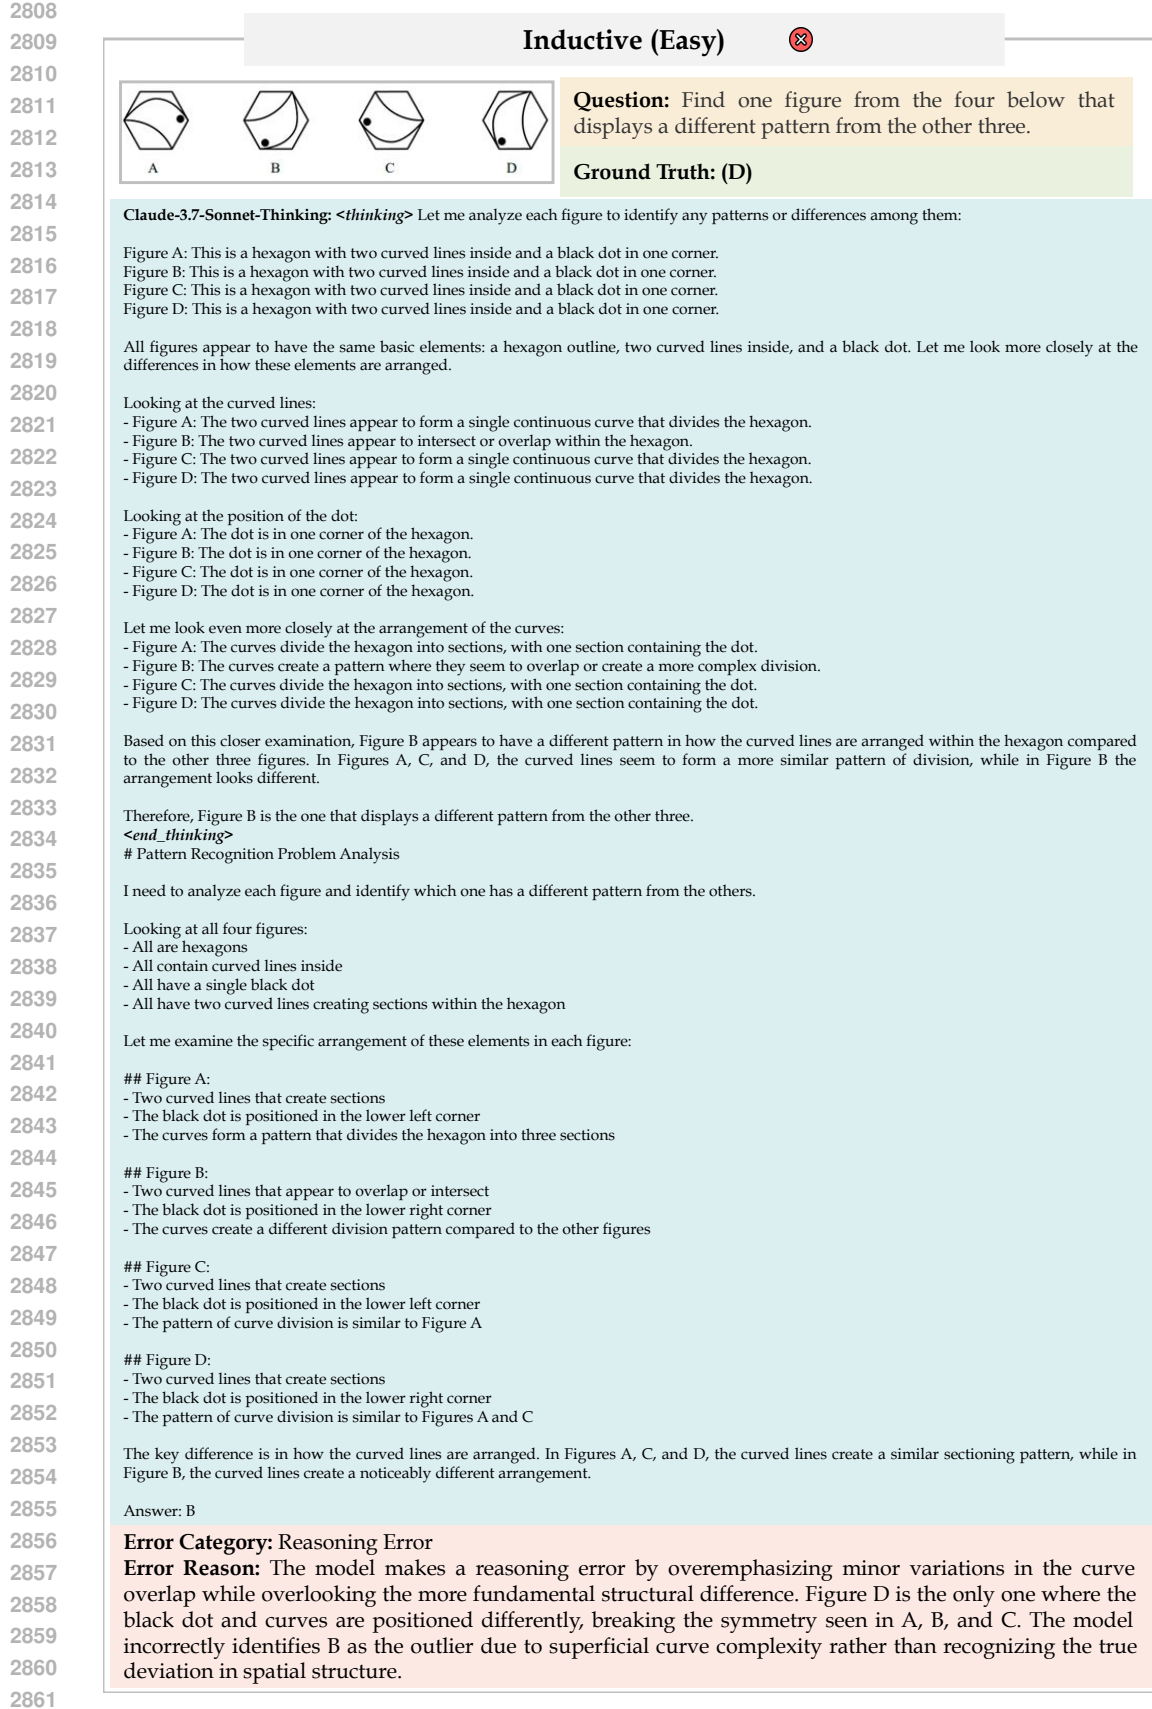 2808
2809
2810
2811
2812
2813
2814
2815
2816
2817
2818
2819
2820
2821
2822
2823
2824
2825
2826
2827
2828
2829
2830
2831
2832
2833
2834
2835
2836
2837
2838
2839
2840
2841
2842
2843
2844
2845
2846
2847
2848
2849
2850
2851
2852
2853
2854
2855
2856
2857
2858
2859
2860
2861
Inductive (Easy)
A B C D
Question: Find one figure from the four below that
displays a different pattern from the other three.
Ground Truth: (D)
Claude-3.7-Sonnet-Thinking: <thinking> Let me analyze each figure to identify any patterns or differences among them:
Figure A: This is a hexagon with two curved lines inside and a black dot in one corner.
Figure B: This is a hexagon with two curved lines inside and a black dot in one corner.
Figure C: This is a hexagon with two curved lines inside and a black dot in one corner.
Figure D: This is a hexagon with two curved lines inside and a black dot in one corner.
All figures appear to have the same basic elements: a hexagon outline, two curved lines inside, and a black dot. Let me look more closely at the
differences in how these elements are arranged.
Looking at the curved lines:
- Figure A: The two curved lines appear to form a single continuous curve that divides the hexagon.
- Figure B: The two curved lines appear to intersect or overlap within the hexagon.
- Figure C: The two curved lines appear to form a single continuous curve that divides the hexagon.
- Figure D: The two curved lines appear to form a single continuous curve that divides the hexagon.
Looking at the position of the dot:
- Figure A: The dot is in one corner of the hexagon.
- Figure B: The dot is in one corner of the hexagon.
- Figure C: The dot is in one corner of the hexagon.
- Figure D: The dot is in one corner of the hexagon.
Let me look even more closely at the arrangement of the curves:
- Figure A: The curves divide the hexagon into sections, with one section containing the dot.
- Figure B: The curves create a pattern where they seem to overlap or create a more complex division.
- Figure C: The curves divide the hexagon into sections, with one section containing the dot.
- Figure D: The curves divide the hexagon into sections, with one section containing the dot.
Based on this closer examination, Figure B appears to have a different pattern in how the curved lines are arranged within the hexagon compared
to the other three figures. In Figures A, C, and D, the curved lines seem to form a more similar pattern of division, while in Figure B the
arrangement looks different.
Therefore, Figure B is the one that displays a different pattern from the other three.
<end_thinking>
# Pattern Recognition Problem Analysis
I need to analyze each figure and identify which one has a different pattern from the others.
Looking at all four figures:
- All are hexagons
- All contain curved lines inside
- All have a single black dot
- All have two curved lines creating sections within the hexagon
Let me examine the specific arrangement of these elements in each figure:
## Figure A:
- Two curved lines that create sections
- The black dot is positioned in the lower left corner
- The curves form a pattern that divides the hexagon into three sections
## Figure B:
- Two curved lines that appear to overlap or intersect
- The black dot is positioned in the lower right corner
- The curves create a different division pattern compared to the other figures
## Figure C:
- Two curved lines that create sections
- The black dot is positioned in the lower left corner
- The pattern of curve division is similar to Figure A
## Figure D:
- Two curved lines that create sections
- The black dot is positioned in the lower right corner
- The pattern of curve division is similar to Figures A and C
The key difference is in how the curved lines are arranged. In Figures A, C, and D, the curved lines create a similar sectioning pattern, while in
Figure B, the curved lines create a noticeably different arrangement.
Answer: B
Error Category: Reasoning Error
Error Reason: The model makes a reasoning error by overemphasizing minor variations in the curve
overlap while overlooking the more fundamental structural difference. Figure D is the only one where the
black dot and curves are positioned differently, breaking the symmetry seen in A, B, and C. The model
incorrectly identifies B as the outlier due to superficial curve complexity rather than recognizing the true
deviation in spatial structure.